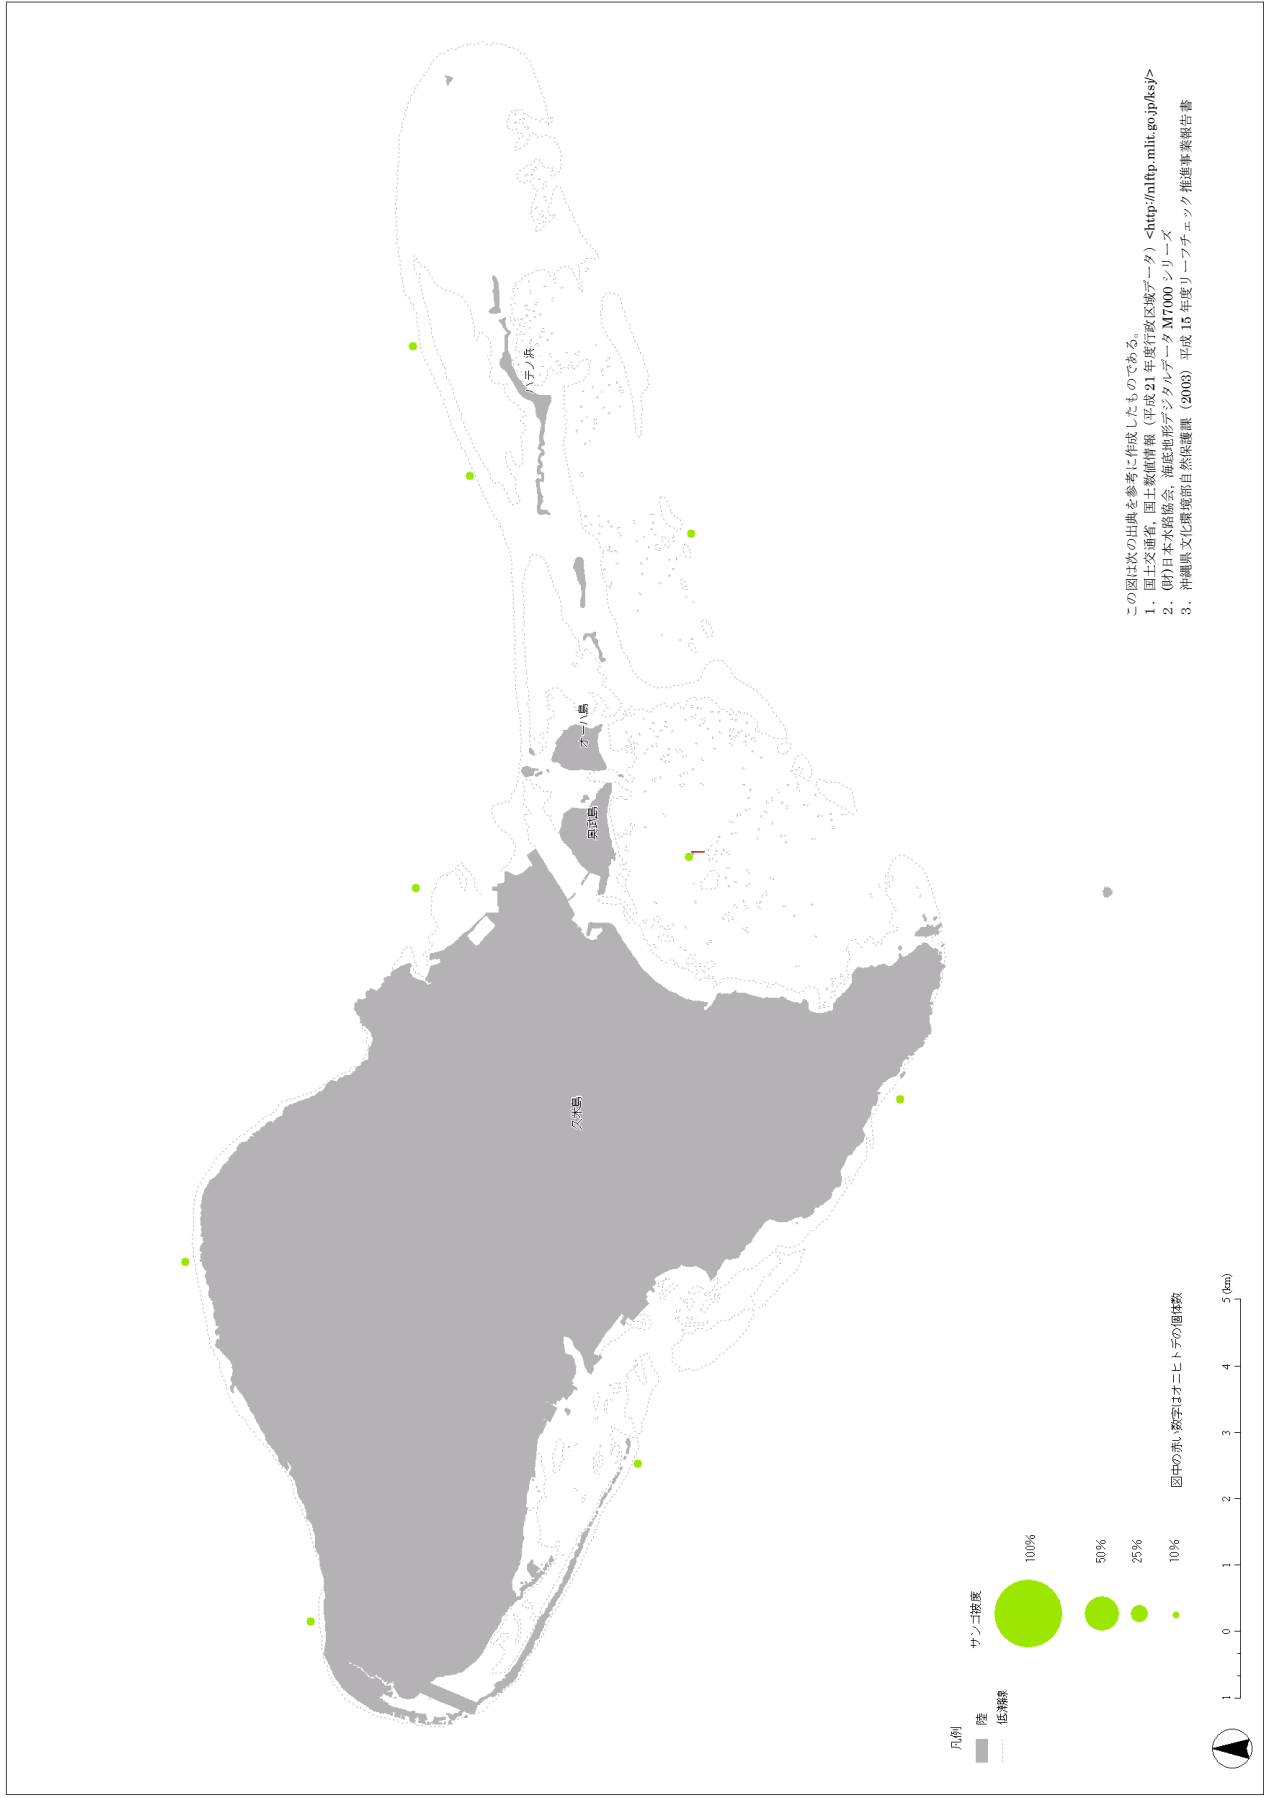 ハテノ浜
オーハ島
奥武島
久米島
1
この図は次の出典を参考に作成したものである。
1．国土交通省，国土数値情報（平成 21 年度行政区域データ）<http://nlftp.mlit.go.jp/ksj/>
2．(財)日本水路協会，海底地形デジタルデータ M7000 シリーズ
3．沖縄県文化環境部自然保護課（2003）平成 15 年度リーフチェック推進事業報告書
凡例
陸
低潮線
サンゴ被度
100%
50%
25%
10%
図中の赤い数字はオニヒトデの個体数
1 0 1 2 3 4 5 (km)